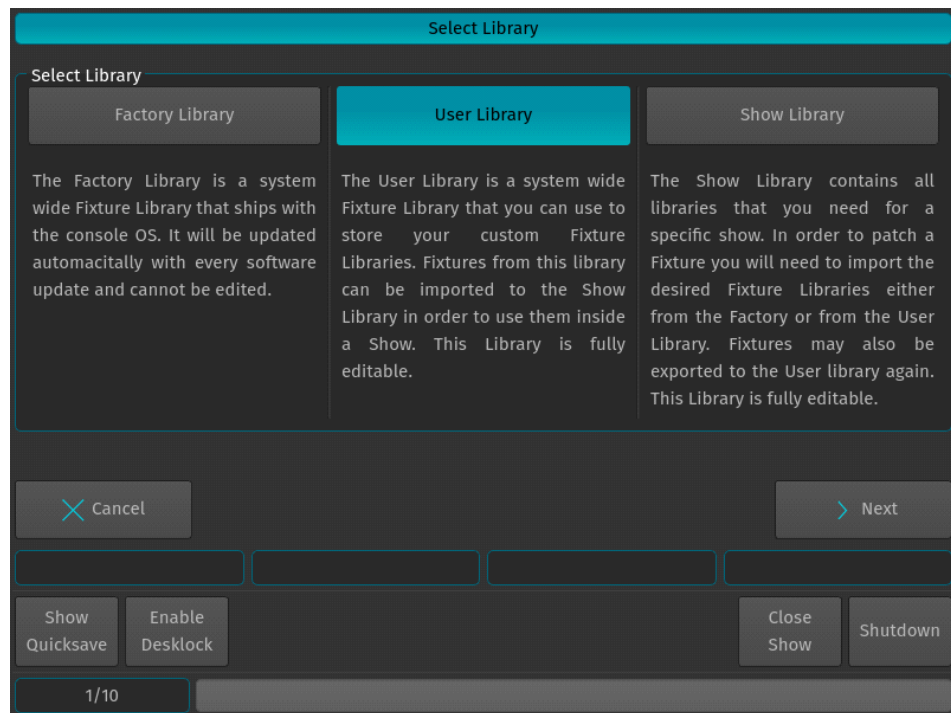 Select Library
Select Library
Factory Library
User Library
Show Library
The Factory Library is a system
wide Fixture Library that ships with
the console OS. It will be updated
automacitally with every software
update and cannot be edited.
The User Library is a system wide
Fixture Library that you can use to
store your custom Fixture
Libraries. Fixtures from this library
can be imported to the Show
Library in order to use them inside
a Show. This Library is fully
editable.
The Show Library contains all
libraries that you need for a
specific show. In order to patch a
Fixture you will need to import the
desired Fixture Libraries either
from the Factory or from the User
Library. Fixtures may also be
exported to the User library again.
This Library is fully editable.
Cancel
Next
Show
Quicksave
Enable
Desklock
Close
Show
Shutdown
1/10